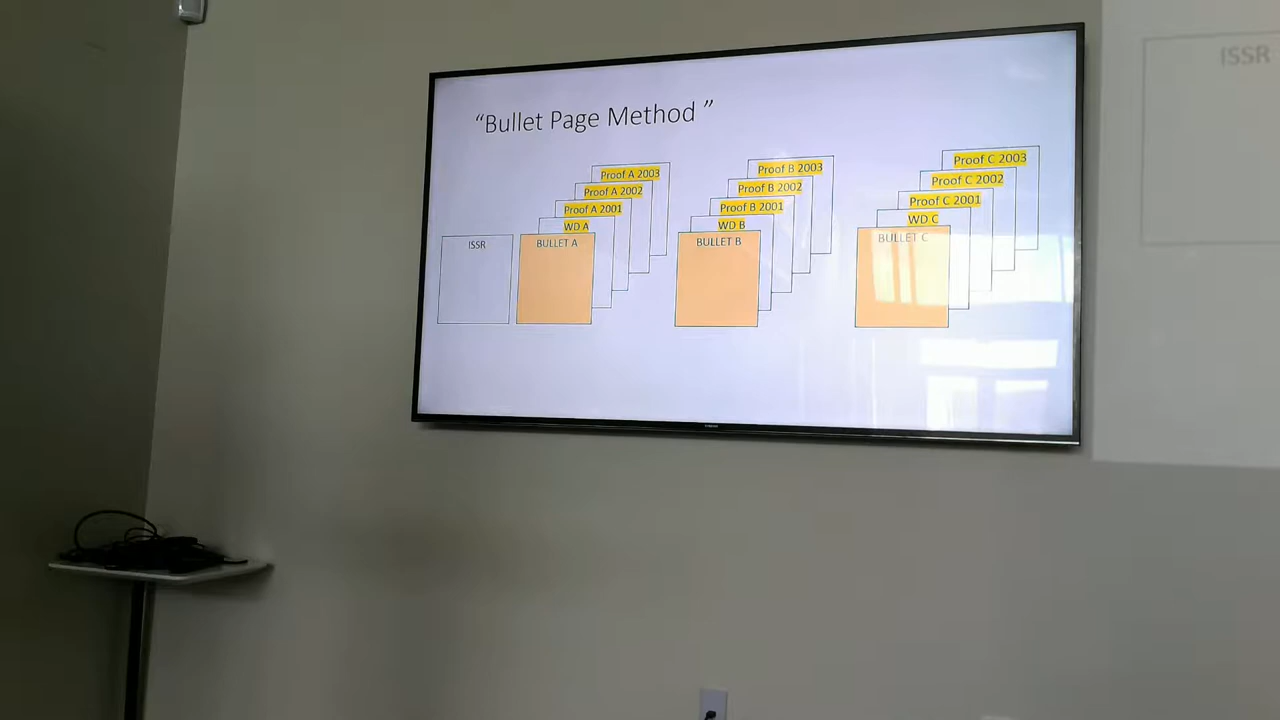 “Bullet Page Method ”
Proof A 2003
Proof A 2002
Proof A 2001
WD A
BULLET A
ISSR
Proof B 2003
Proof B 2002
Proof B 2001
WD B
BULLET B
Proof C 2003
Proof C 2002
Proof C 2001
WD C
BULLET C
ISSR